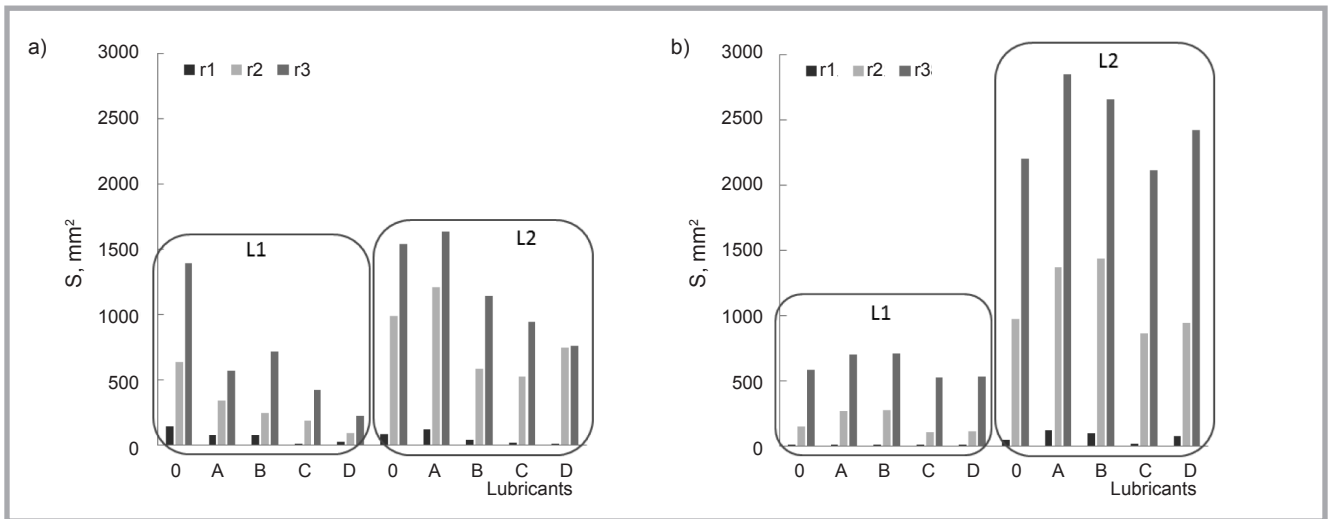 a)
3000
2500
2000
1500
1000
500
0
S, mm²
r1 r2 r3
L1
L2
0 A B C D 0 A B C D
Lubricants
b)
3000
2500
2000
1500
1000
500
0
S, mm²
r1 r2 r3
L1
L2
0 A B C D 0 A B C D
Lubricants